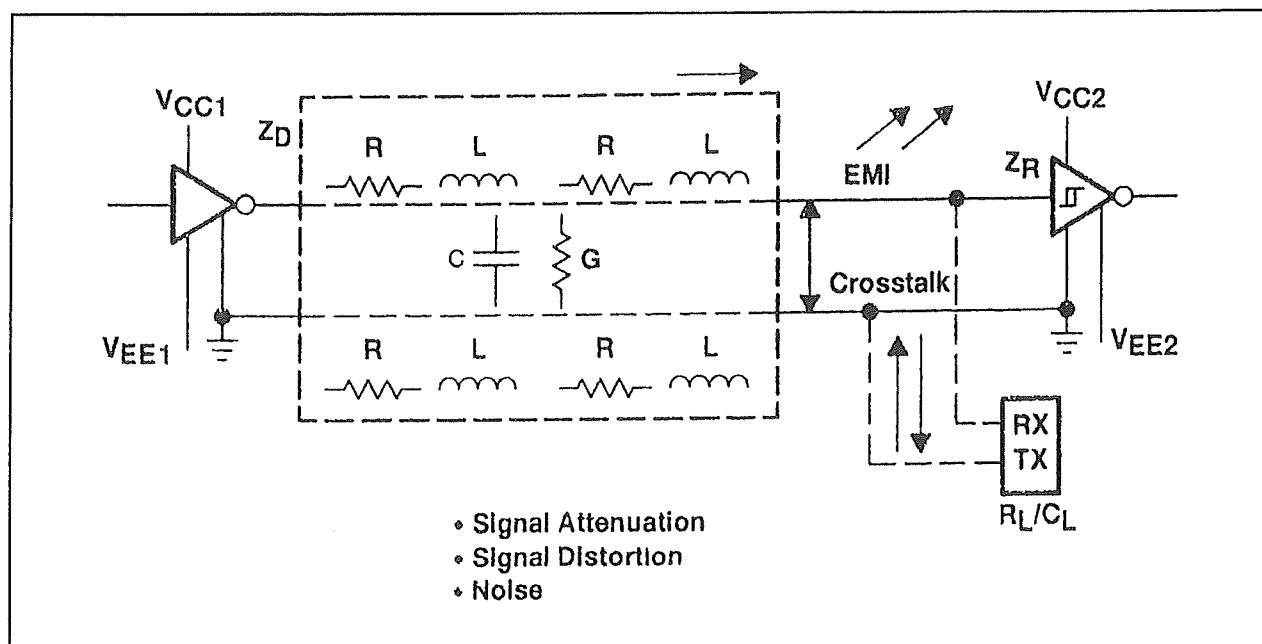 VCC1
ZD
R L R L
C G
VEE1
R L R L
EMI
Crosstalk
VCC2
ZR
VEE2
RX
TX
RL/CL
• Signal Attenuation
• Signal Distortion
• Noise